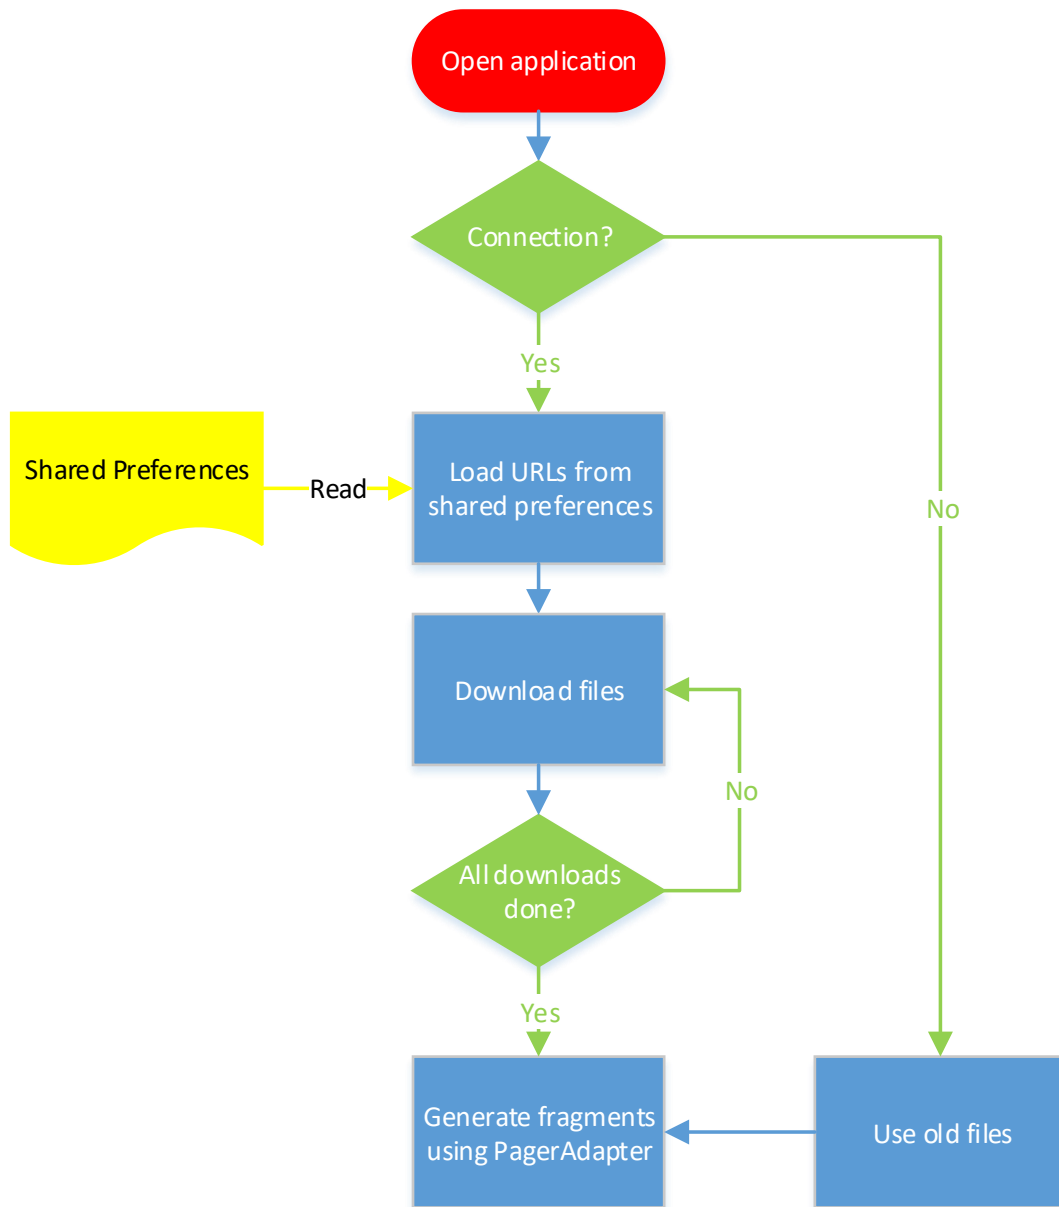 Open application
Connection?
Yes
Shared Preferences
Read
Load URLs from
shared preferences
No
Download files
No
All downloads
done?
Yes
Generate fragments
using PagerAdapter
Use old files